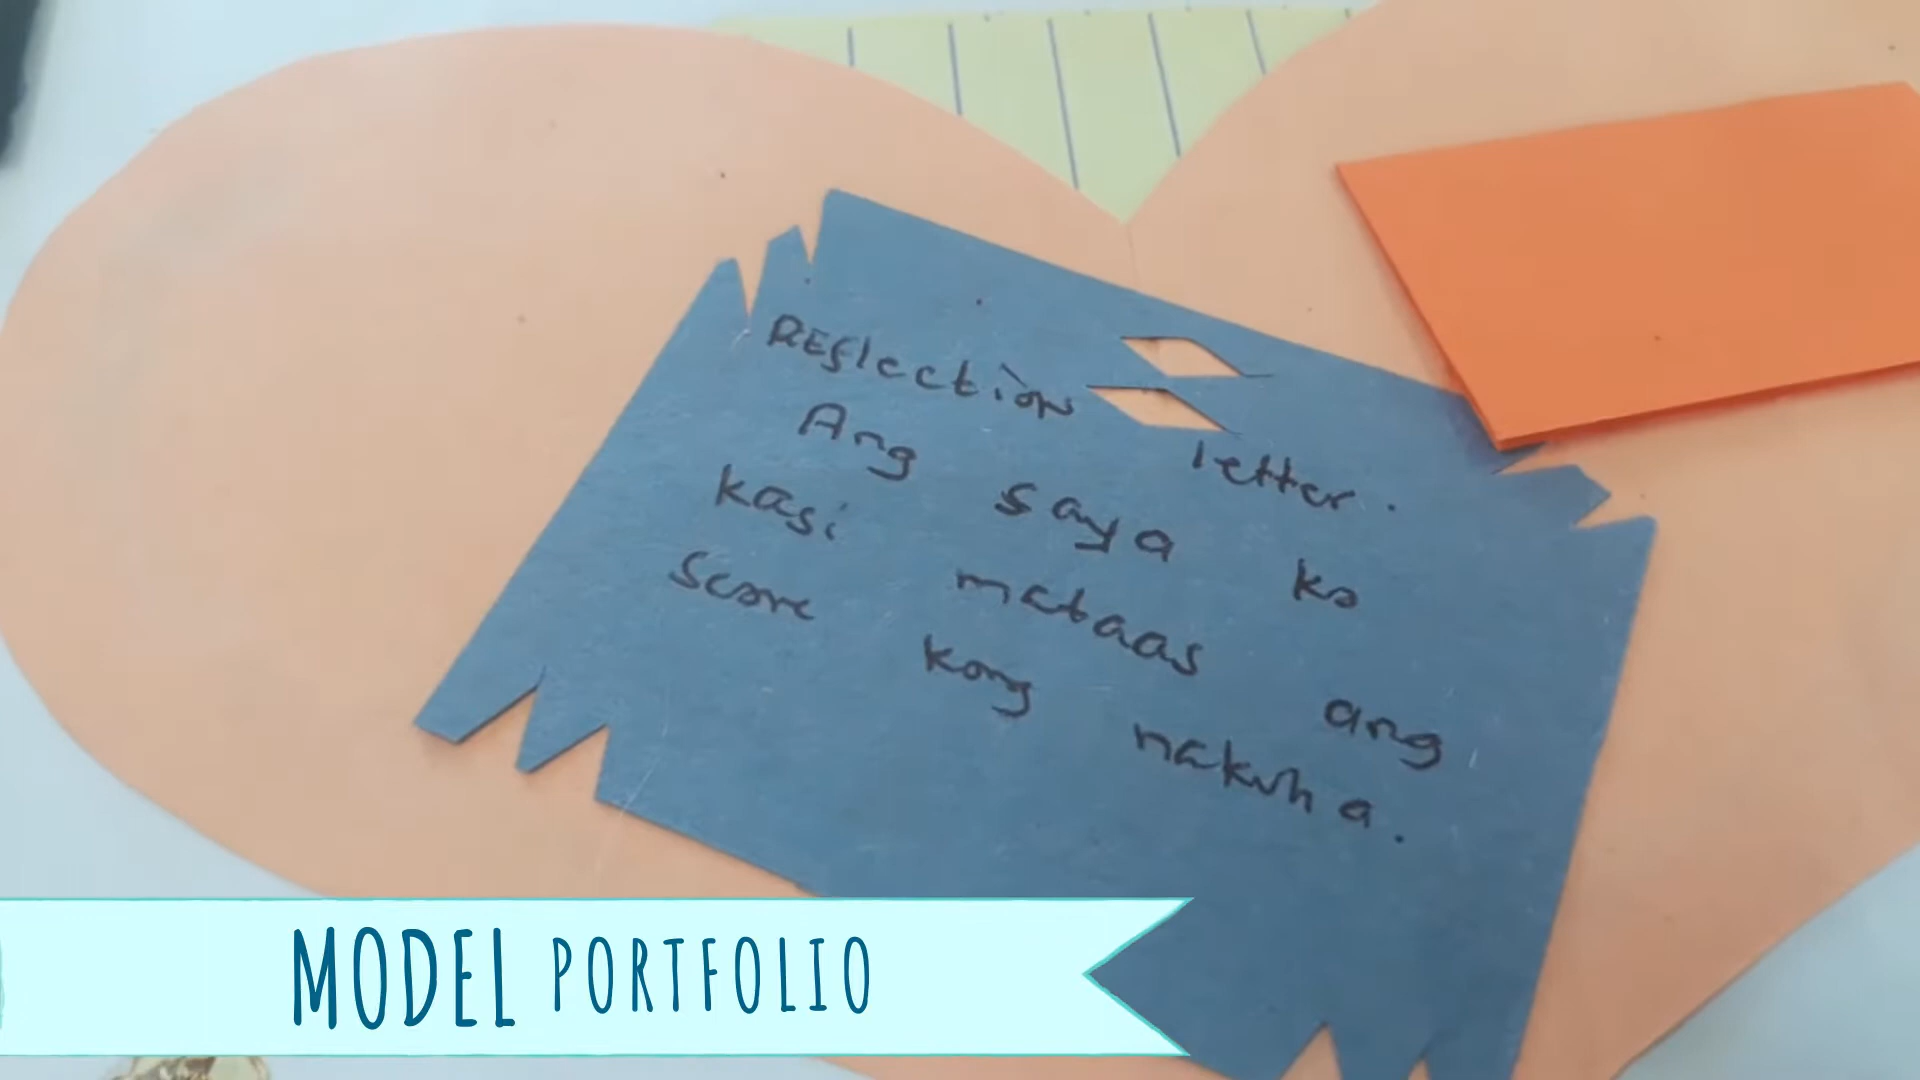 REflection letter.
Ang saya ko
kasi mataas ang
score kong nakuha.
MODEL PORTFOLIO